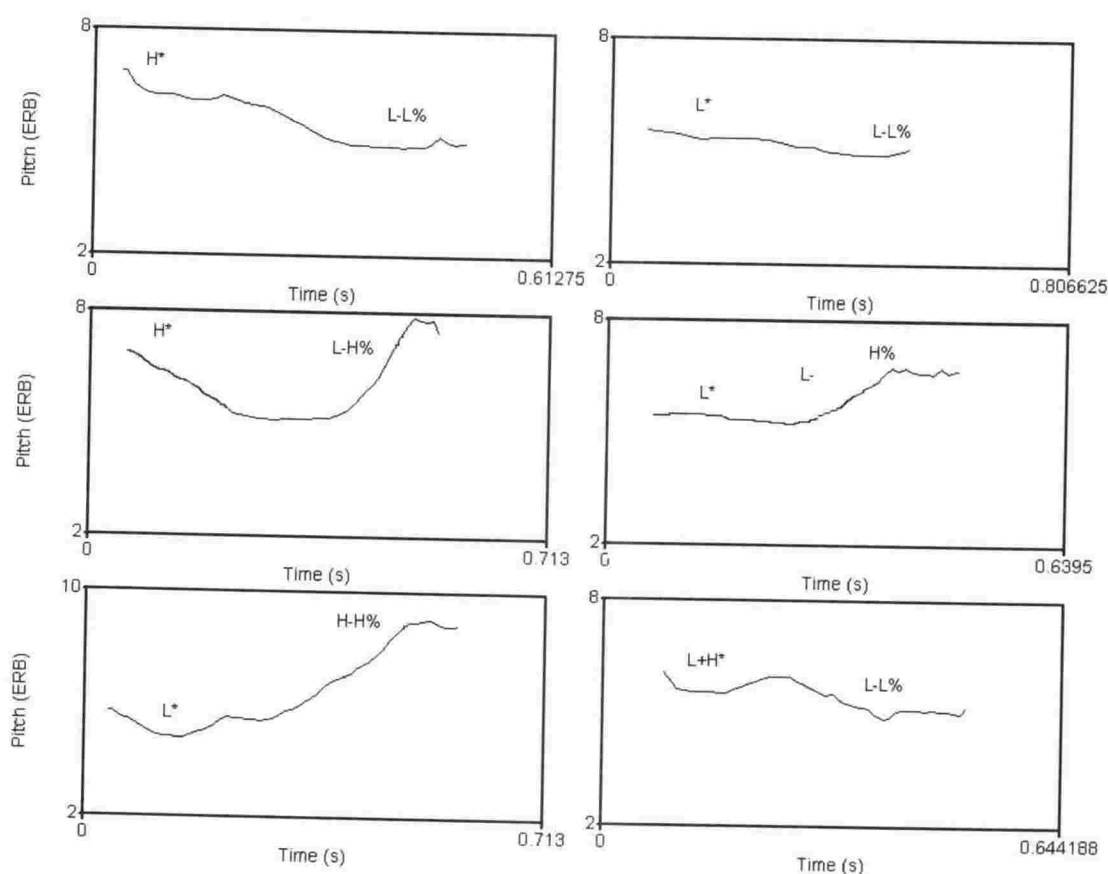 8
H*
L-L%
Pitch (ERB)
2
0
0.61275
Time (s)
8
L*
L-L%
2
0
0.806625
Time (s)
8
H*
L-H%
Pitch (ERB)
2
0
0.713
Time (s)
8
L*
L-
H%
2
0
0.6395
Time (s)
10
H-H%
L*
Pitch (ERB)
2
0
0.713
Time (s)
8
L+H*
L-L%
2
0
0.644188
Time (s)